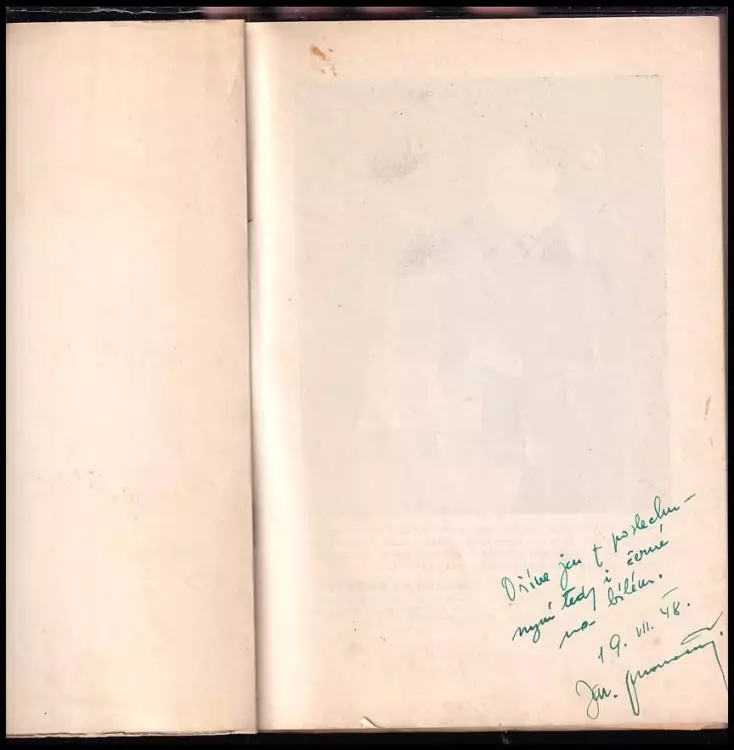 Dříve jen z poslechu –
nyní tedy i černé
na bílém.
19. VII. 48.